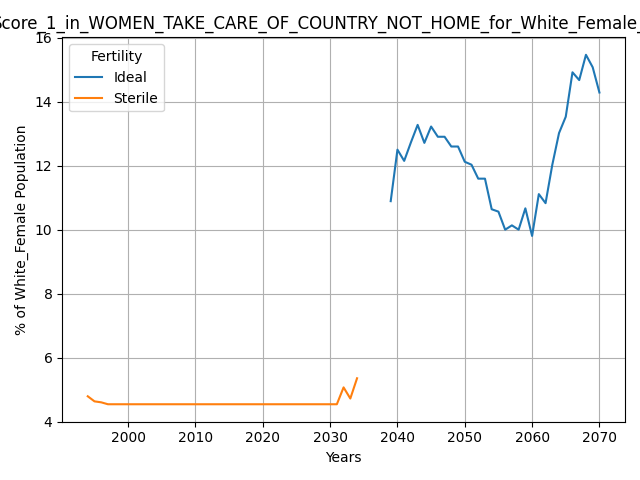 Score_1_in_WOMEN_TAKE_CARE_OF_COUNTRY_NOT_HOME_for_White_Female_
16
14
12
10
8
6
4
% of White_Female Population
Fertility
Ideal
Sterile
2000 2010 2020 2030 2040 2050 2060 2070
Years